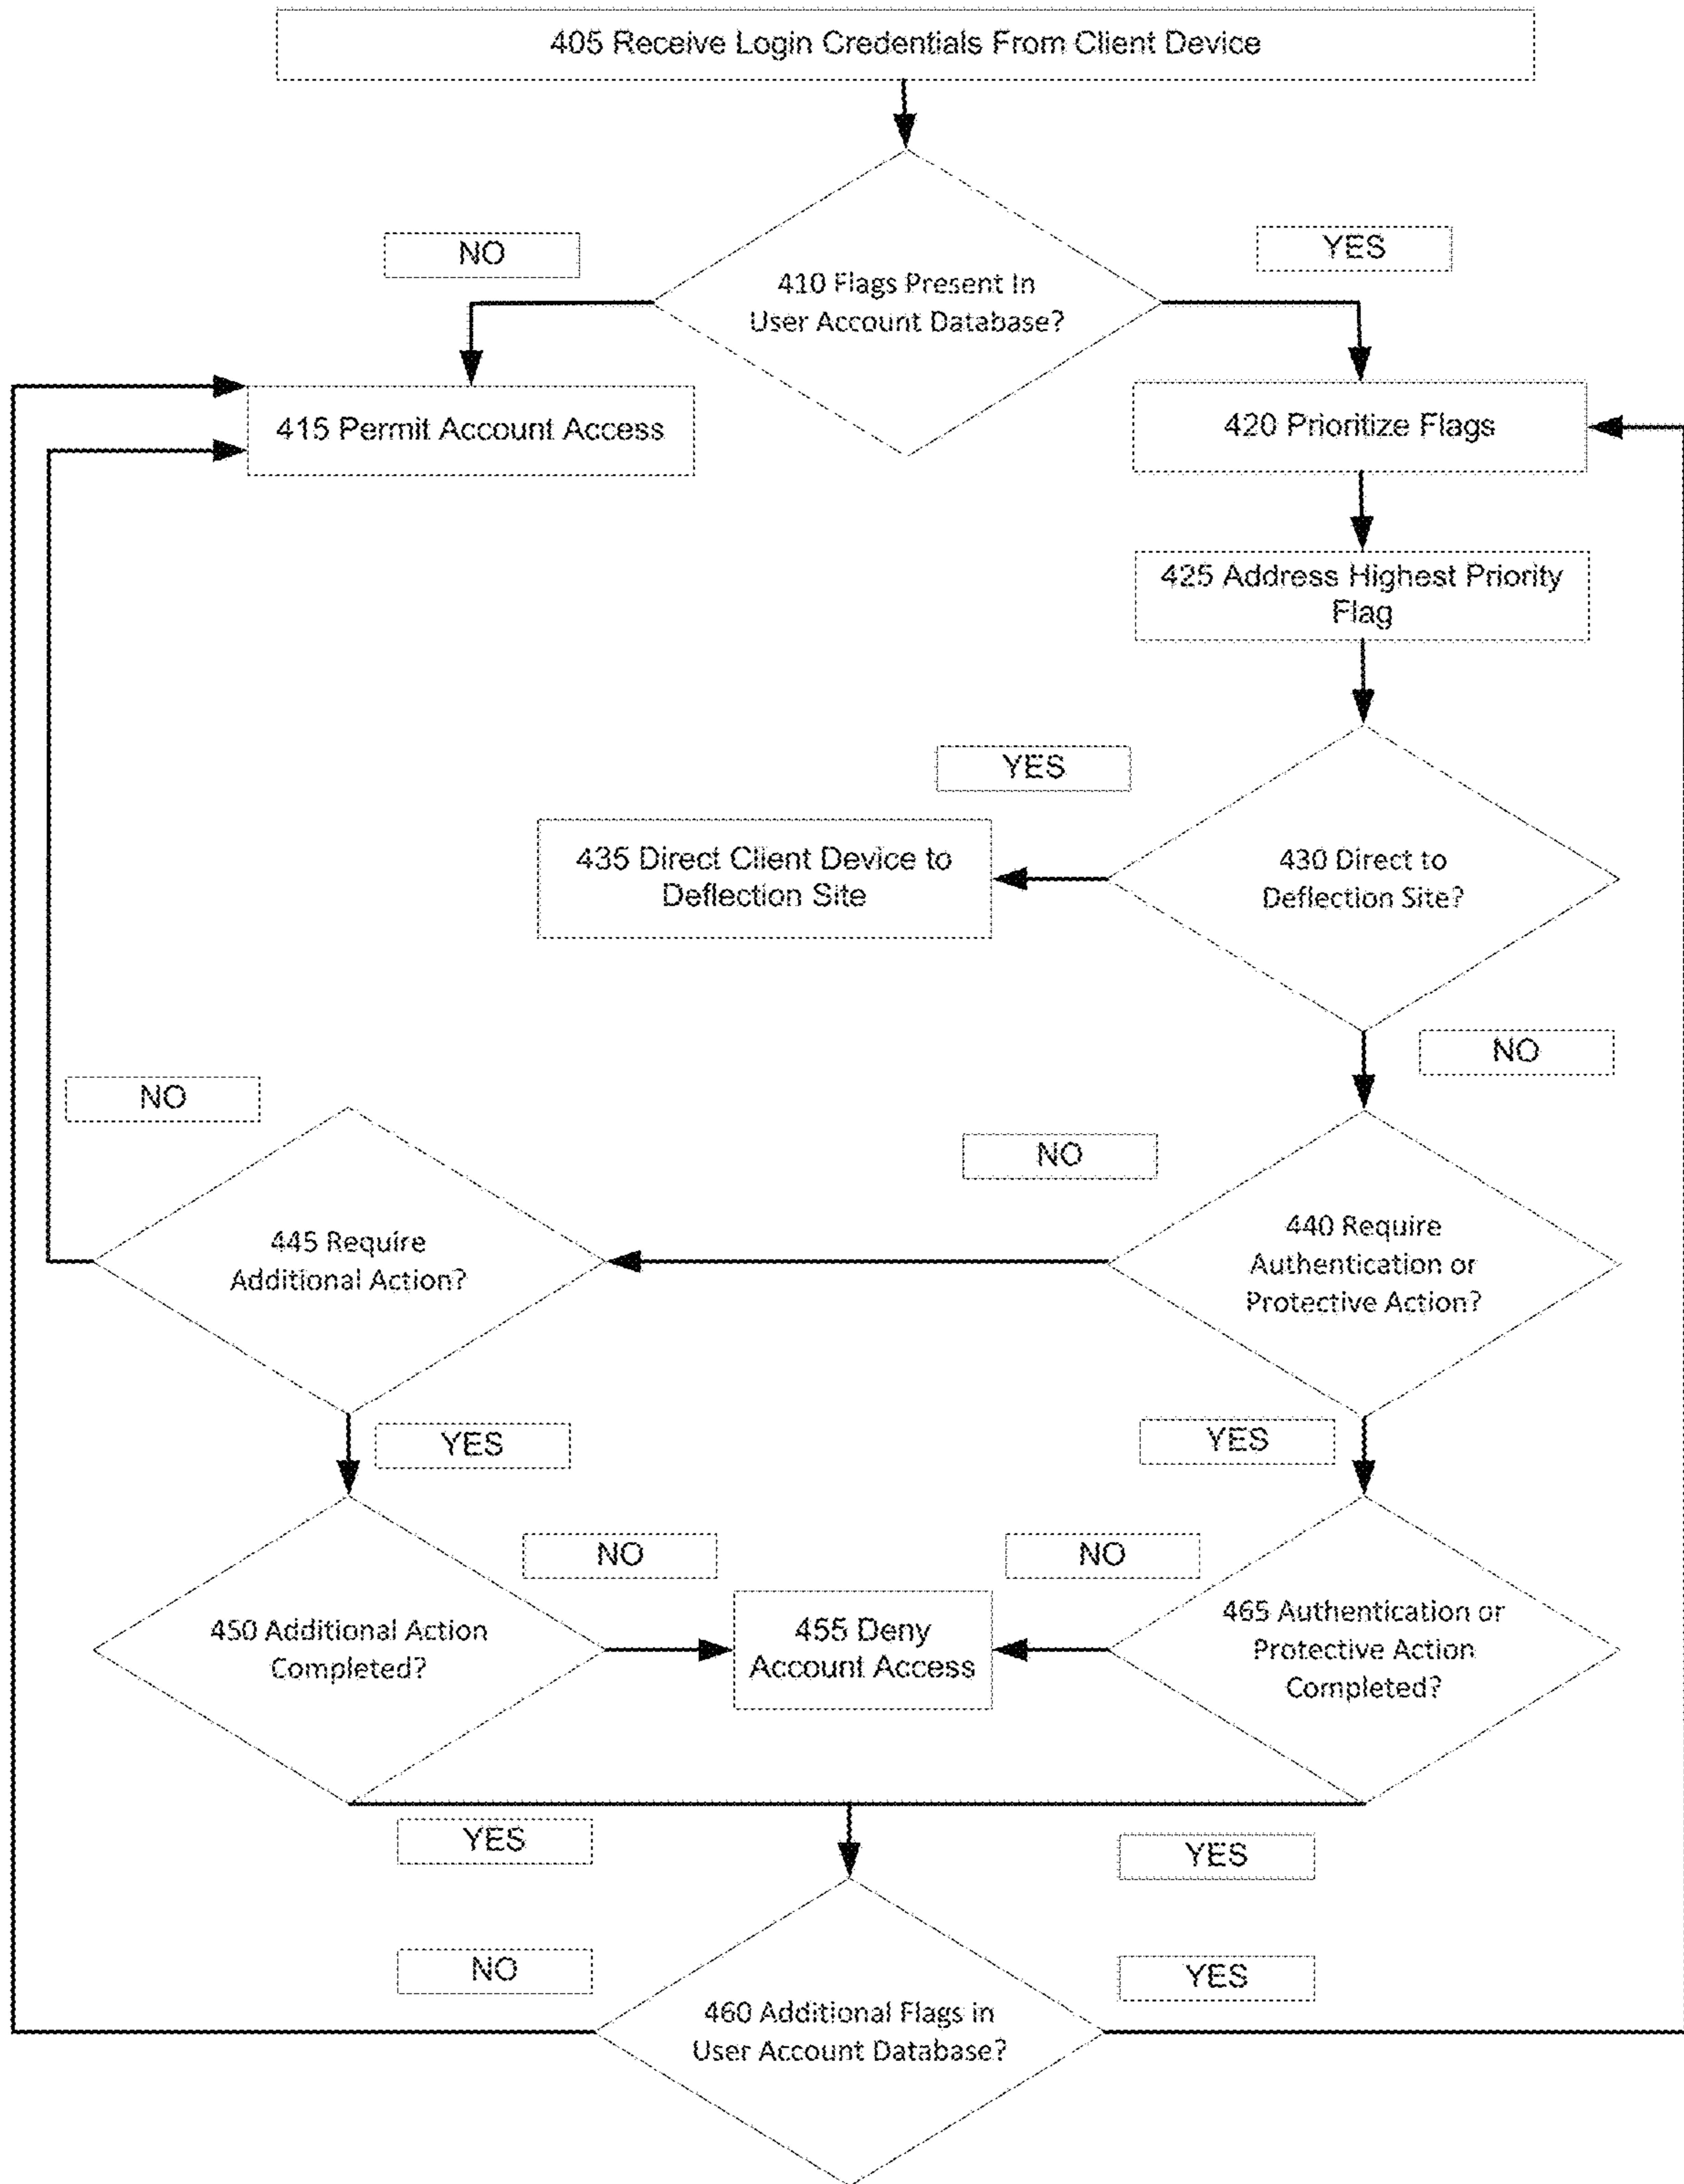 405 Receive Login Credentials From Client Device
NO
YES
410 Flags Present In
User Account Database?
415 Permit Account Access
420 Prioritize Flags
425 Address Highest Priority
Flag
YES
435 Direct Client Device to
Deflection Site
430 Direct to
Deflection Site?
NO
NO
NO
445 Require
Additional Action?
440 Require
Authentication or
Protective Action?
YES
YES
NO
NO
450 Additional Action
Completed?
455 Deny
Account Access
465 Authentication or
Protective Action
Completed?
YES
YES
NO
YES
460 Additional Flags in
User Account Database?